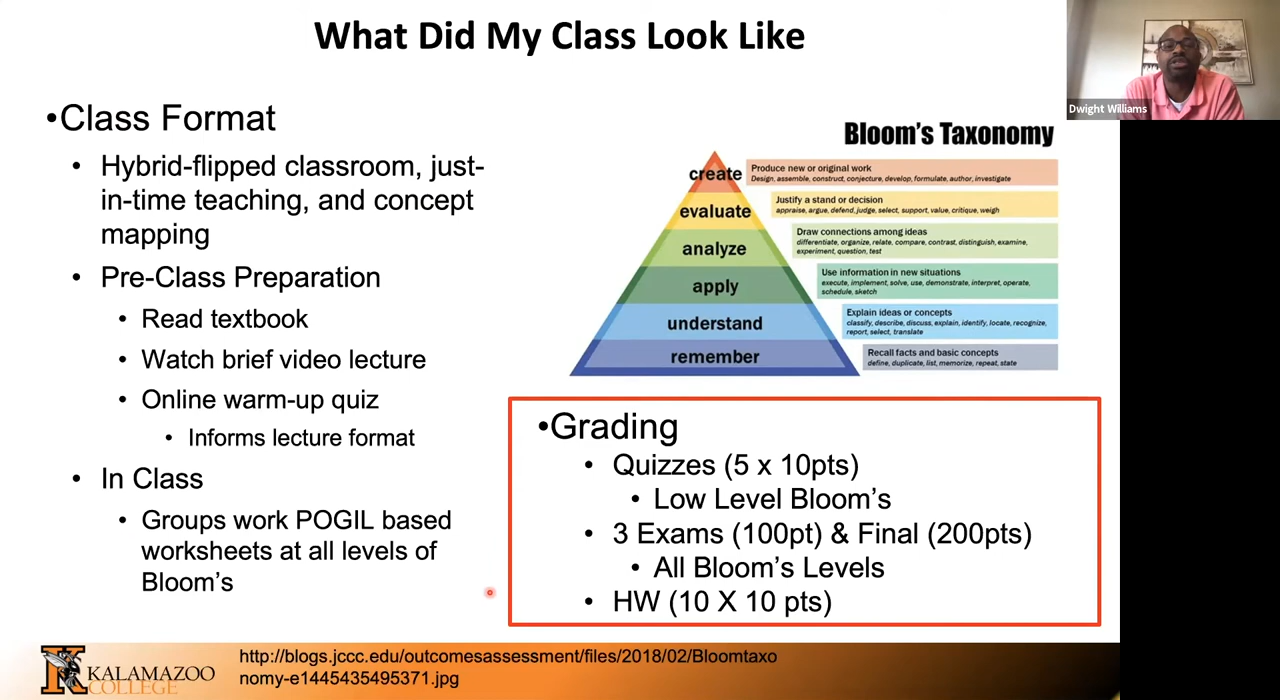 What Did My Class Look Like
Dwight Williams
•Class Format
• Hybrid-flipped classroom, just-
in-time teaching, and concept
mapping
• Pre-Class Preparation
• Read textbook
• Watch brief video lecture
• Online warm-up quiz
• Informs lecture format
• In Class
• Groups work POGIL based
worksheets at all levels of
Bloom's
Bloom's Taxonomy
create
Produce new or original work
Design, assemble, construct, conjecture, develop, formulate, author, investigate
evaluate
Justify a stand or decision
appraise, argue, defend, judge, select, support, value, critique, weigh
analyze
Draw connections among ideas
differentiate, organize, relate, compare, contrast, distinguish, examine,
experiment, question, test
apply
Use information in new situations
execute, implement, solve, use, demonstrate, interpret, operate,
schedule, sketch
understand
Explain ideas or concepts
classify, describe, discuss, explain, identify, locate, recognize,
report, select, translate
remember
Recall facts and basic concepts
define, duplicate, list, memorize, repeat, state
•Grading
• Quizzes (5 x 10pts)
• Low Level Bloom's
• 3 Exams (100pt) & Final (200pts)
• All Bloom's Levels
• HW (10 X 10 pts)
K KALAMAZOO
COLLEGE
http://blogs.jccc.edu/outcomesassessment/files/2018/02/Bloomtaxo
nomy-e1445435495371.jpg